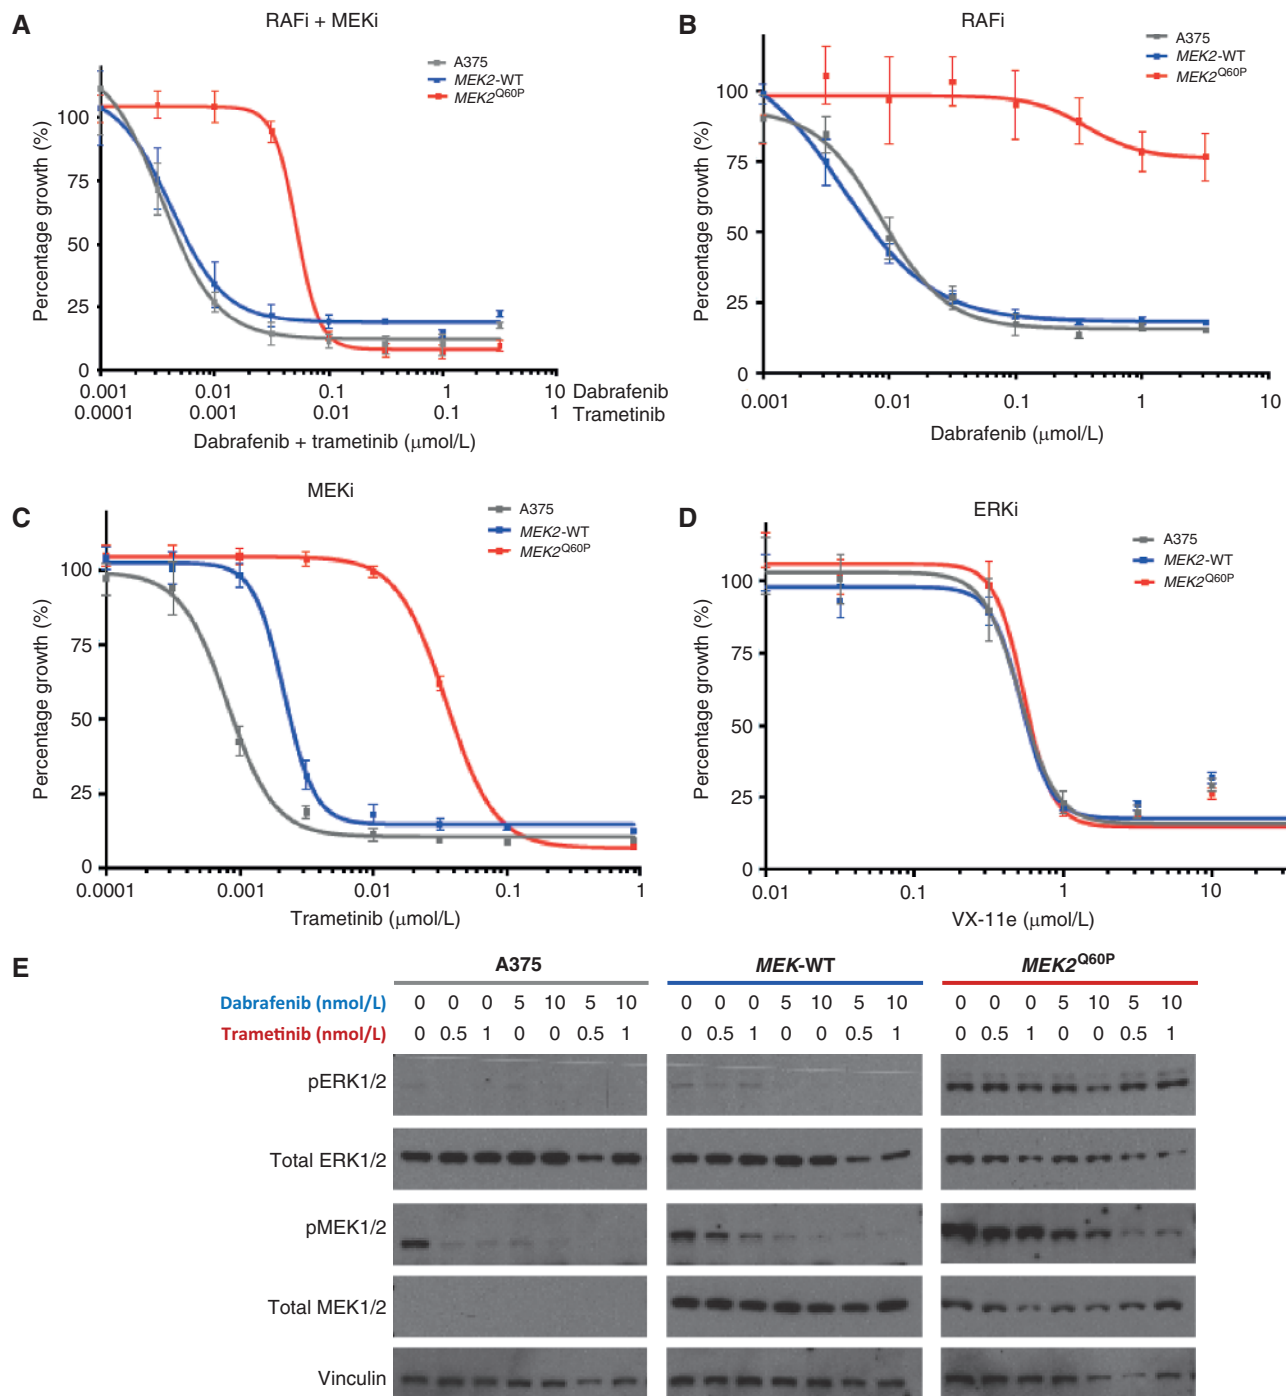 A
RAFi + MEKi
A375
MEK2-WT
MEK2Q60P
Percentage growth (%)
100
75
50
25
0
0.001 0.01 0.1 1 10 Dabrafenib
0.0001 0.001 0.01 0.1 1 Trametinib
Dabrafenib + trametinib (μmol/L)
B
RAFi
A375
MEK2-WT
MEK2Q60P
Percentage growth (%)
100
75
50
25
0
0.001 0.01 0.1 1 10
Dabrafenib (μmol/L)
C
MEKi
A375
MEK2-WT
MEK2Q60P
Percentage growth (%)
100
75
50
25
0
0.0001 0.001 0.01 0.1 1
Trametinib (μmol/L)
D
ERKi
A375
MEK2-WT
MEK2Q60P
Percentage growth (%)
100
75
50
25
0
0.01 0.1 1 10
VX-11e (μmol/L)
E
A375 MEK-WT MEK2Q60P
Dabrafenib (nmol/L) 0 0 0 5 10 5 10 0 0 0 5 10 5 10 0 0 0 5 10 5 10
Trametinib (nmol/L) 0 0.5 1 0 0 0.5 1 0 0.5 1 0 0 0.5 1 0 0.5 1 0 0 0.5 1
pERK1/2
Total ERK1/2
pMEK1/2
Total MEK1/2
Vinculin